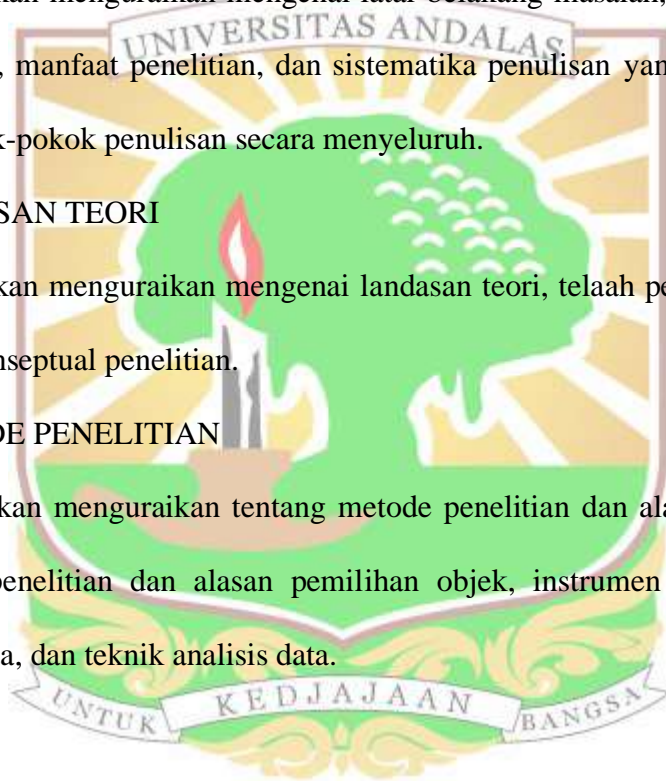 menguraikan mengenai latar belakang masalah,
UNIVERSITAS ANDALAS
, manfaat penelitian, dan sistematika penulisan yan
k-pokok penulisan secara menyeluruh.
SAN TEORI
kan menguraikan mengenai landasan teori, telaah pe
nseptual penelitian.
DE PENELITIAN
kan menguraikan tentang metode penelitian dan ala
penelitian dan alasan pemilihan objek, instrumen
a, dan teknik analisis data.
UNTUK KEDJAJAAN BANGSA